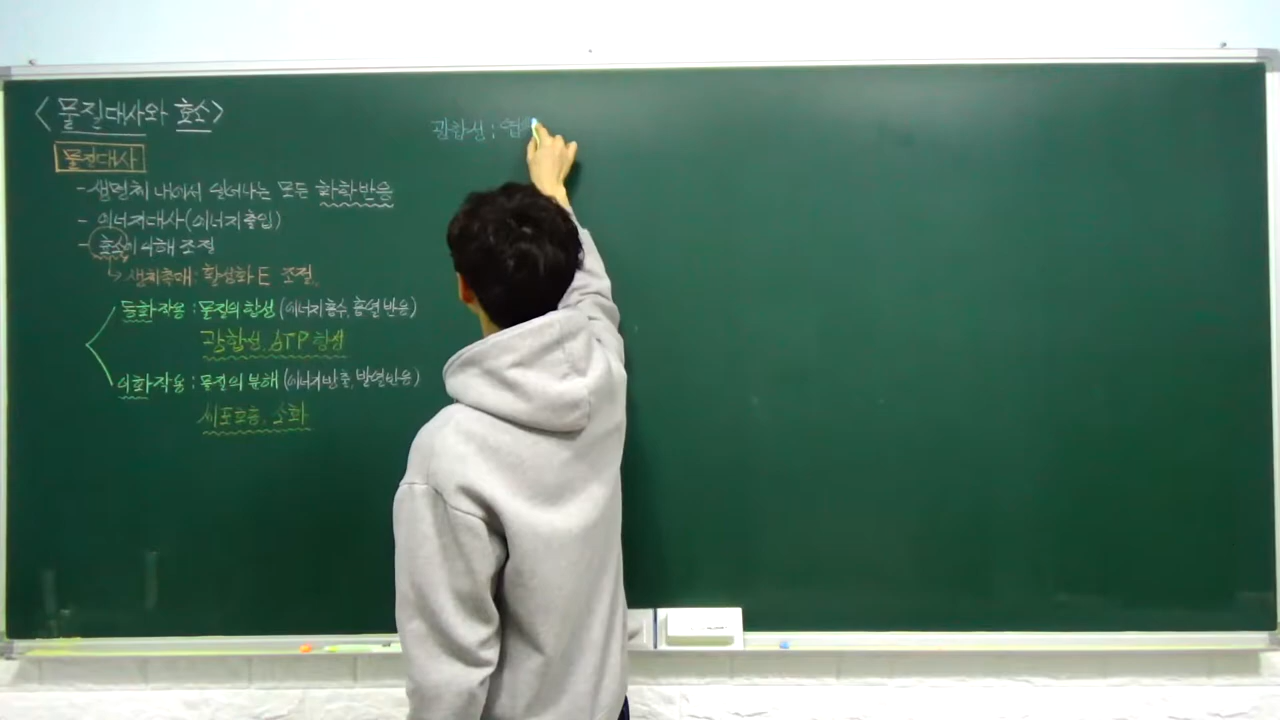 <물질대사와 효소>
물질대사
- 생명체 내에서 일어나는 모든 화학반응
- 에너지대사(에너지출입)
- 효소에 의해 조절
↳ 생체촉매: 활성화 E 조절.
동화작용 : 물질의 합성 (에너지흡수, 흡열반응)
광합성, ATP 합성
이화작용 : 물질의 분해 (에너지방출, 발열반응)
세포호흡, 소화
광합성 : 엽